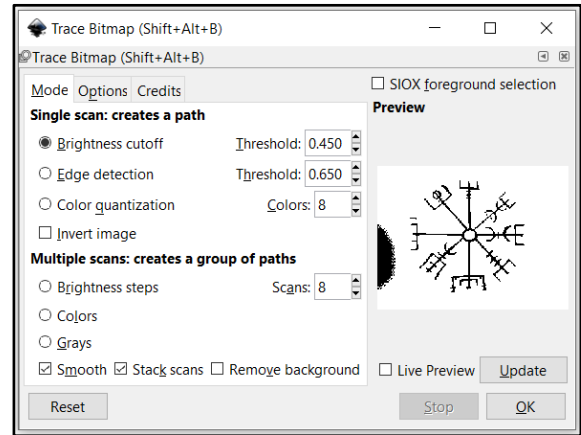 Trace Bitmap (Shift+Alt+B)
Trace Bitmap (Shift+Alt+B)
Mode Options Credits
SIOX foreground selection
Single scan: creates a path
Preview
Brightness cutoff Threshold: 0.450
Edge detection Threshold: 0.650
Color quantization Colors: 8
Invert image
Multiple scans: creates a group of paths
Brightness steps Scans: 8
Colors
Grays
Smooth Stack scans Remove background
Live Preview Update
Reset Stop OK